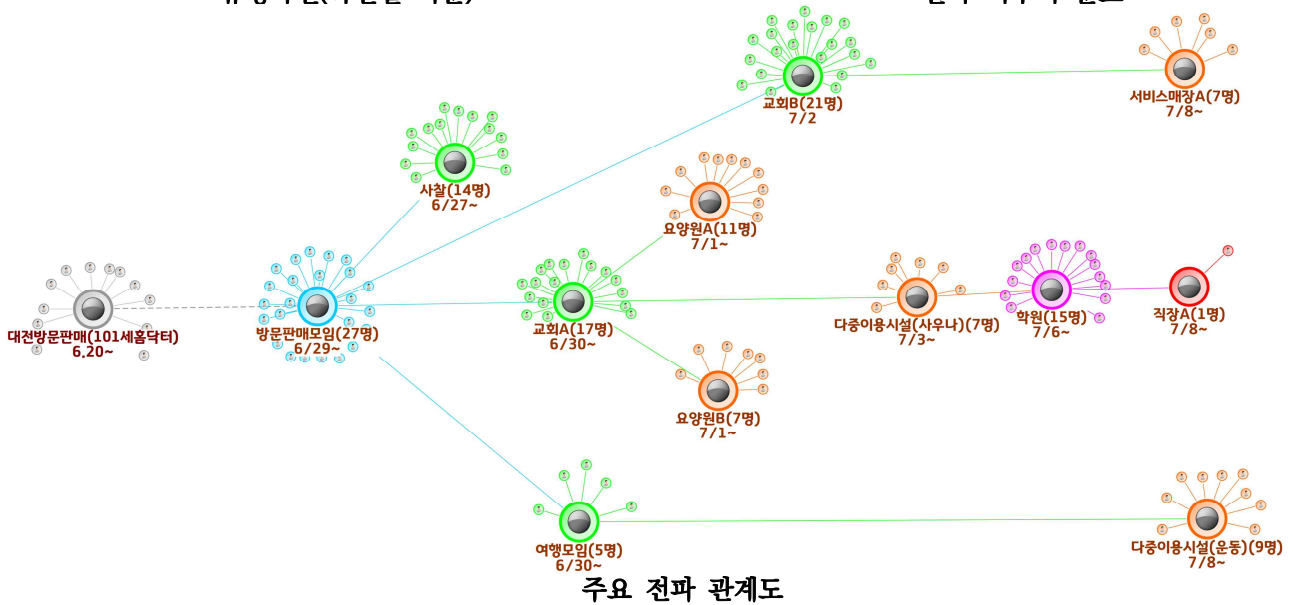 교회B(21명)
7/2
서비스매장A(7명)
7/8~
사찰(14명)
6/27~
요양원A(11명)
7/1~
대전방문판매(101세홈닥터)
6.20~
방문판매모임(27명)
6/29~
교회A(17명)
6/30~
다중이용시설(사우나)(7명)
7/3~
학원(15명)
7/6~
직장A(1명)
7/8~
요양원B(7명)
7/1~
여행모임(5명)
6/30~
다중이용시설(운동)(9명)
7/8~
주요 전파 관계도